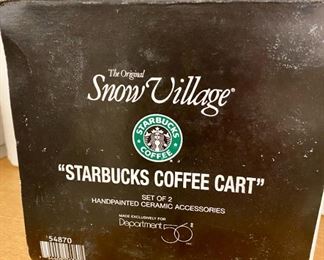 The Original
Snow Village®
STARBUCKS
COFFEE
"STARBUCKS COFFEE CART"
SET OF 2
HANDPAINTED CERAMIC ACCESSORIES
MADE EXCLUSIVELY FOR
Department 56®
54870